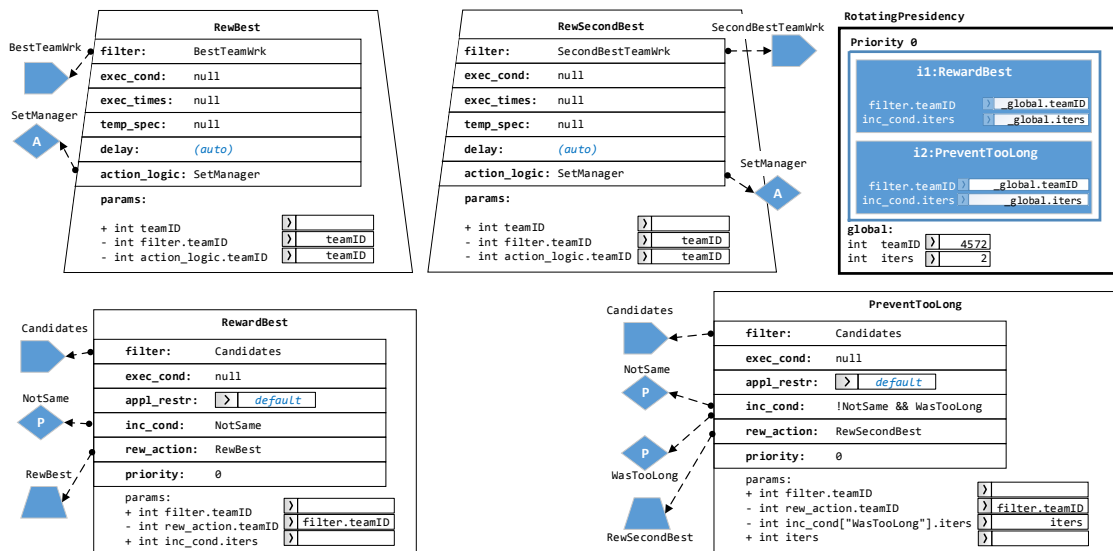 RewBest
BestTeamWrk
filter: BestTeamWrk
exec_cond: null
exec_times: null
SetManager
temp_spec: null
A
delay: (auto)
action_logic: SetManager
params:
+ int teamID
- int filter.teamID teamID
- int action_logic.teamID teamID
RewSecondBest
SecondBestTeamWrk
filter: SecondBestTeamWrk
exec_cond: null
exec_times: null
temp_spec: null
delay: (auto)
SetManager
action_logic: SetManager
A
params:
+ int teamID
- int filter.teamID teamID
- int action_logic.teamID teamID
RotatingPresidency
Priority 0
i1:RewardBest
filter.teamID _global.teamID
inc_cond.iters _global.iters
i2:PreventTooLong
filter.teamID _global.teamID
inc_cond.iters _global.iters
global:
int teamID 4572
int iters 2
RewardBest
Candidates
filter: Candidates
exec_cond: null
NotSame
appl_restr: default
P
inc_cond: NotSame
rew_action: RewBest
RewBest
priority: 0
params:
+ int filter.teamID
- int rew_action.teamID filter.teamID
+ int inc_cond.iters
PreventTooLong
Candidates
filter: Candidates
exec_cond: null
NotSame
appl_restr: default
P
inc_cond: !NotSame && WasTooLong
rew_action: RewSecondBest
P
priority: 0
WasTooLong
params:
+ int filter.teamID
- int rew_action.teamID filter.teamID
- int inc_cond["WasTooLong"].iters iters
+ int iters
RewSecondBest